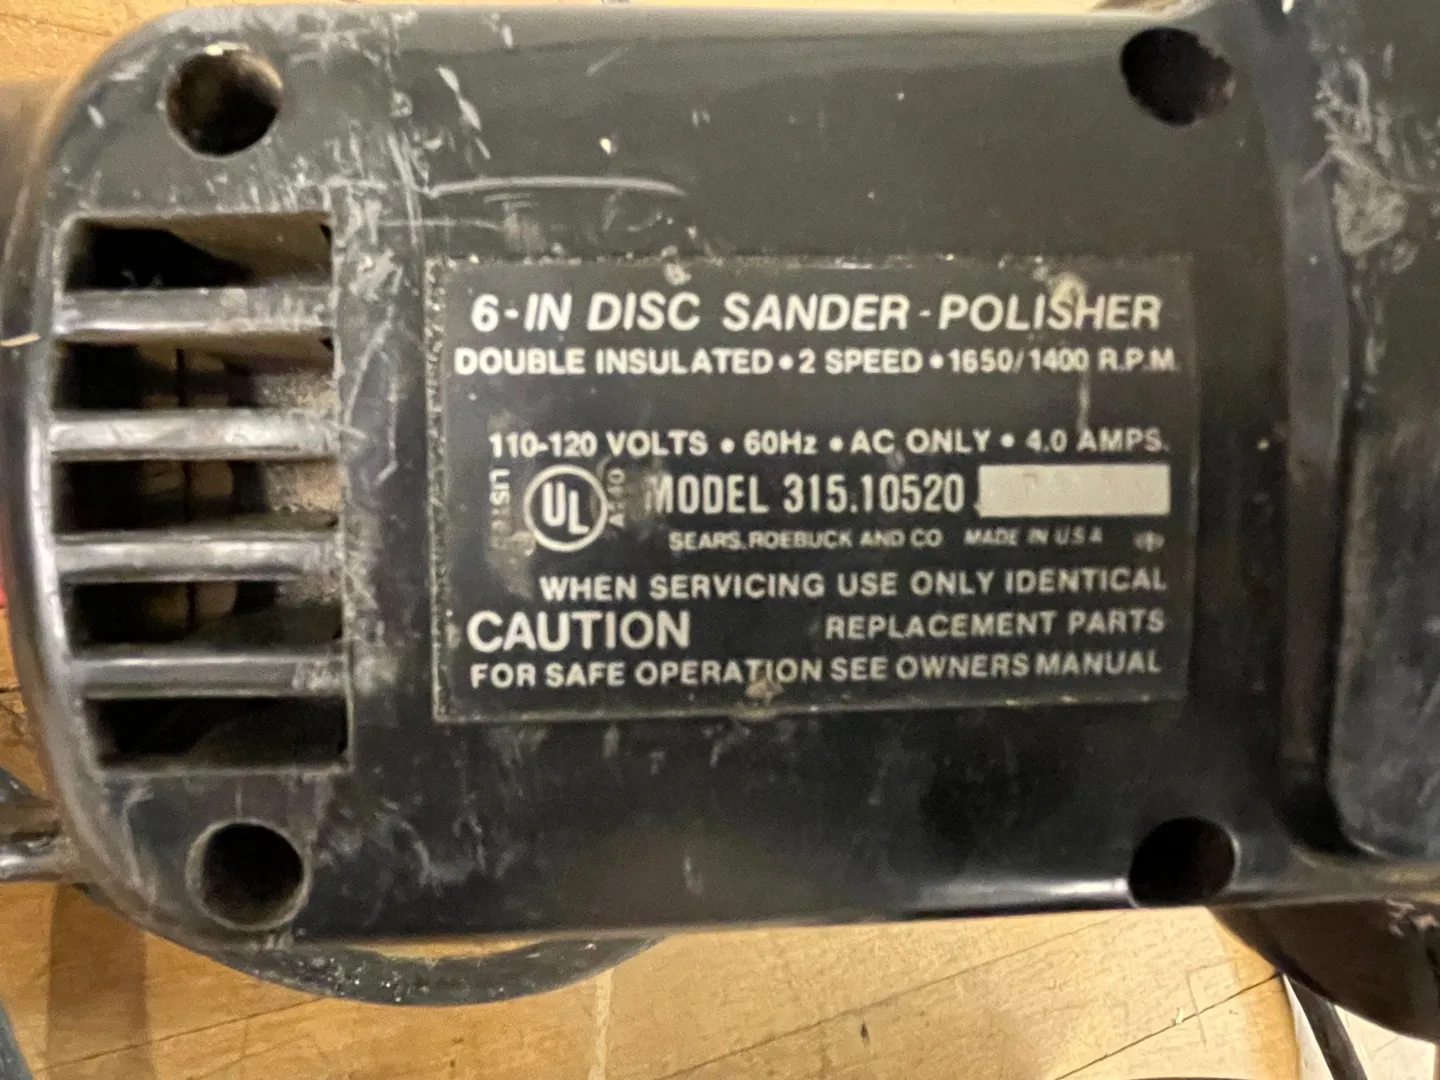 6-IN DISC SANDER-POLISHER
DOUBLE INSULATED • 2 SPEED • 1650/1400 R.P.M.
110-120 VOLTS • 60Hz • AC ONLY • 4.0 AMPS.
UL MODEL 315.10520
SEARS, ROEBUCK AND CO MADE IN U.S.A
WHEN SERVICING USE ONLY IDENTICAL
CAUTION REPLACEMENT PARTS
FOR SAFE OPERATION SEE OWNERS MANUAL